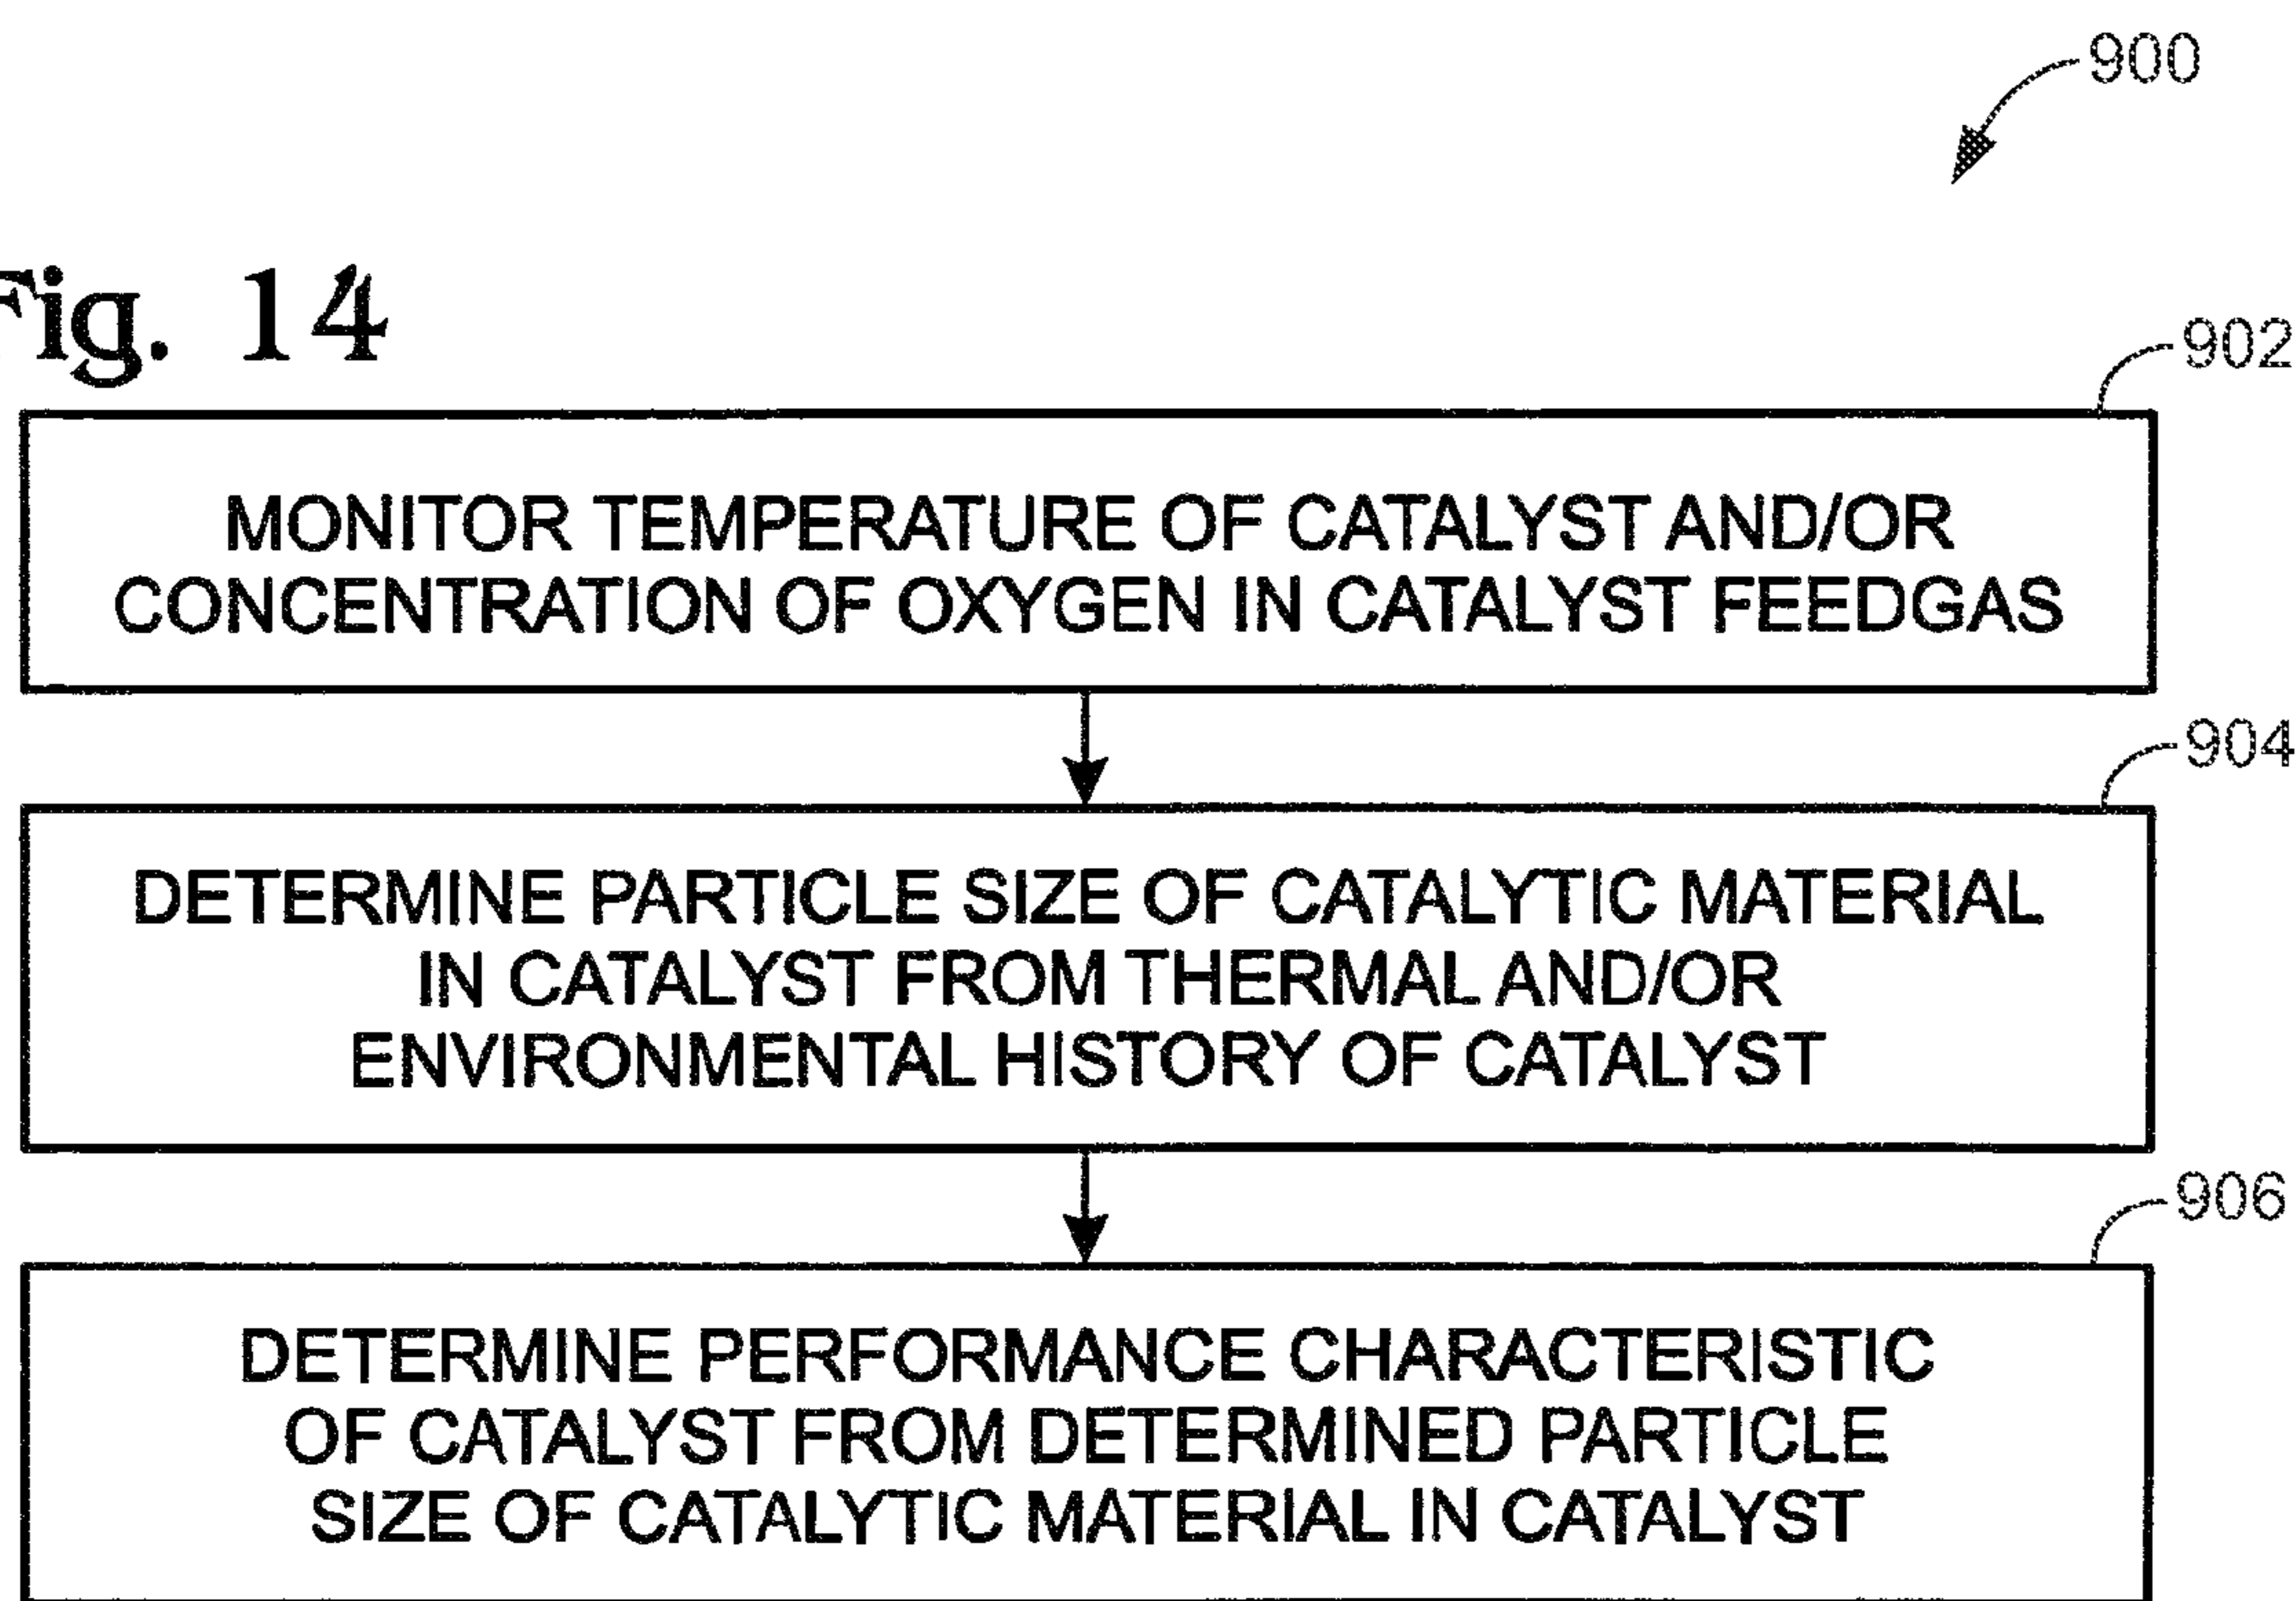 900
Fig. 14
902
MONITOR TEMPERATURE OF CATALYST AND/OR
CONCENTRATION OF OXYGEN IN CATALYST FEEDGAS
904
DETERMINE PARTICLE SIZE OF CATALYTIC MATERIAL
IN CATALYST FROM THERMAL AND/OR
ENVIRONMENTAL HISTORY OF CATALYST
906
DETERMINE PERFORMANCE CHARACTERISTIC
OF CATALYST FROM DETERMINED PARTICLE
SIZE OF CATALYTIC MATERIAL IN CATALYST